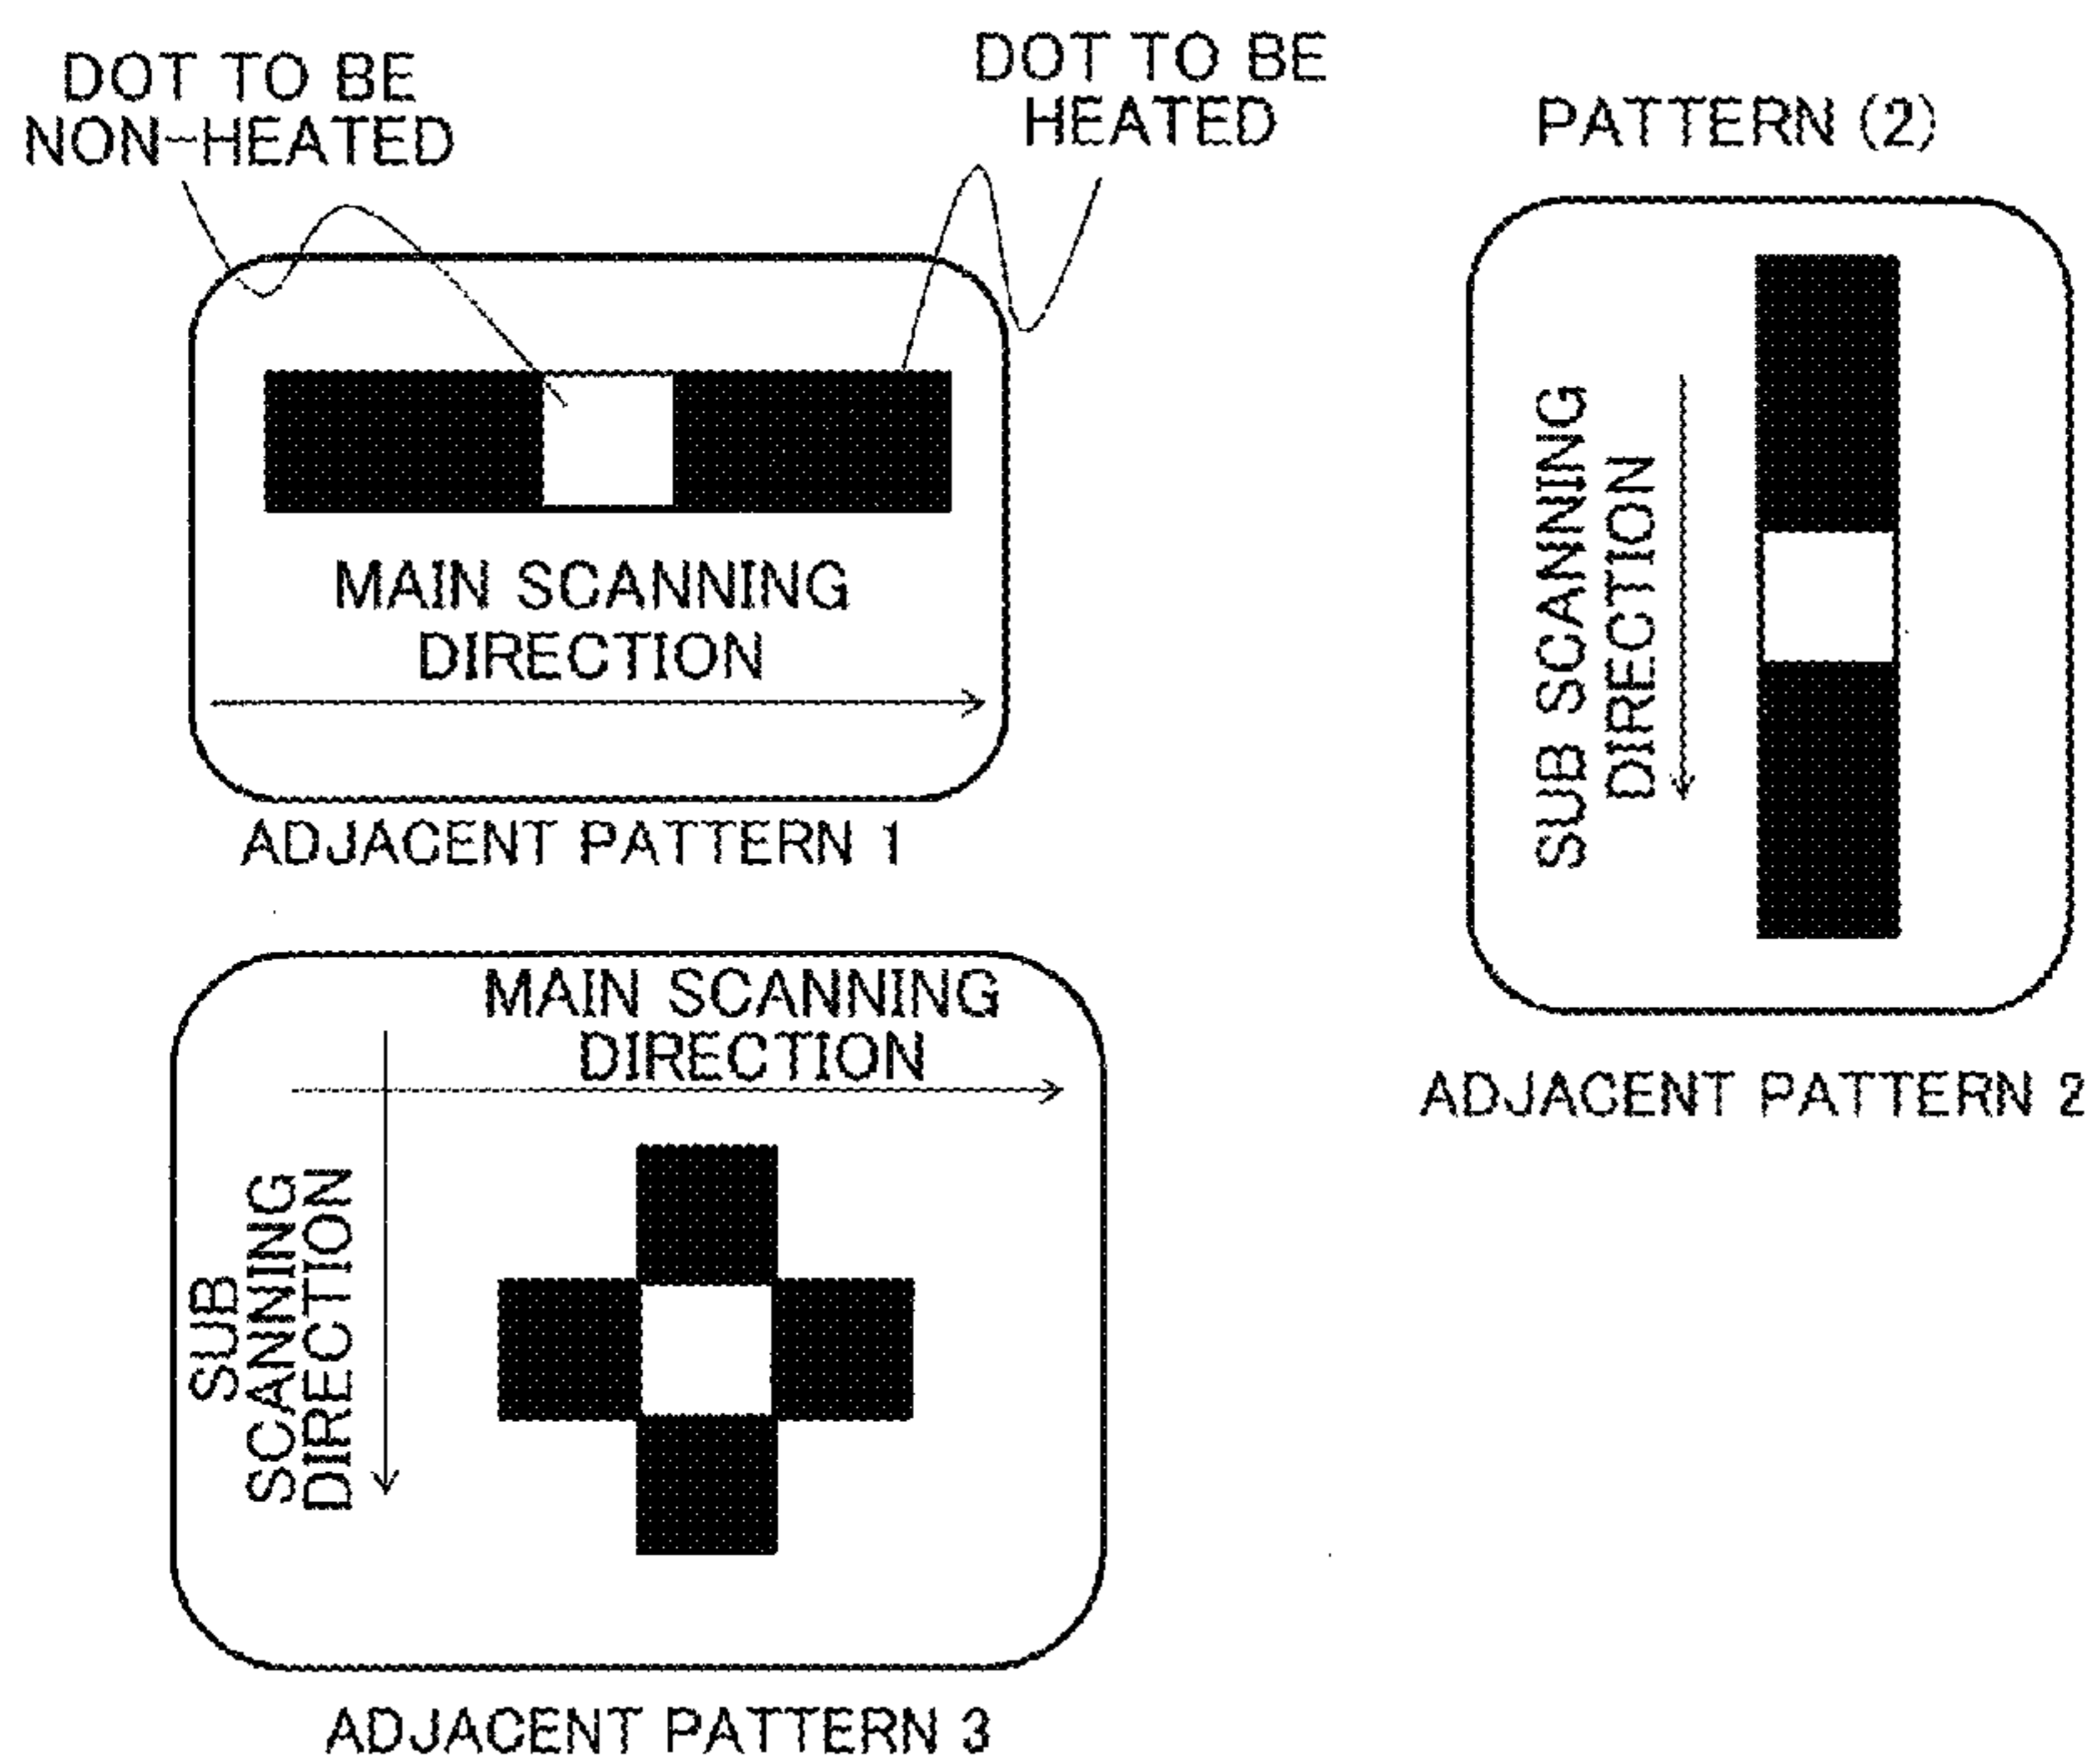 DOT TO BE
NON-HEATED
DOT TO BE
HEATED
PATTERN (2)
MAIN SCANNING
DIRECTION
ADJACENT PATTERN 1
SUB SCANNING
DIRECTION
ADJACENT PATTERN 2
MAIN SCANNING
DIRECTION
SUB
SCANNING
DIRECTION
ADJACENT PATTERN 3